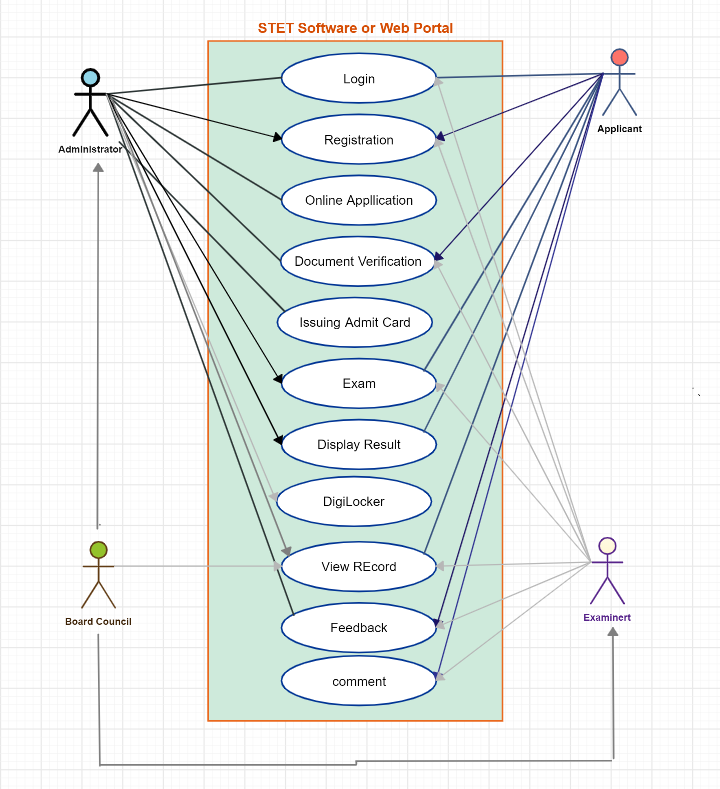 STET Software or Web Portal
Login
Registration
Online Appllication
Document Verification
Issuing Admit Card
Exam
Display Result
DigiLocker
View REcord
Feedback
comment
Administrator
Applicant
Board Council
Examinert